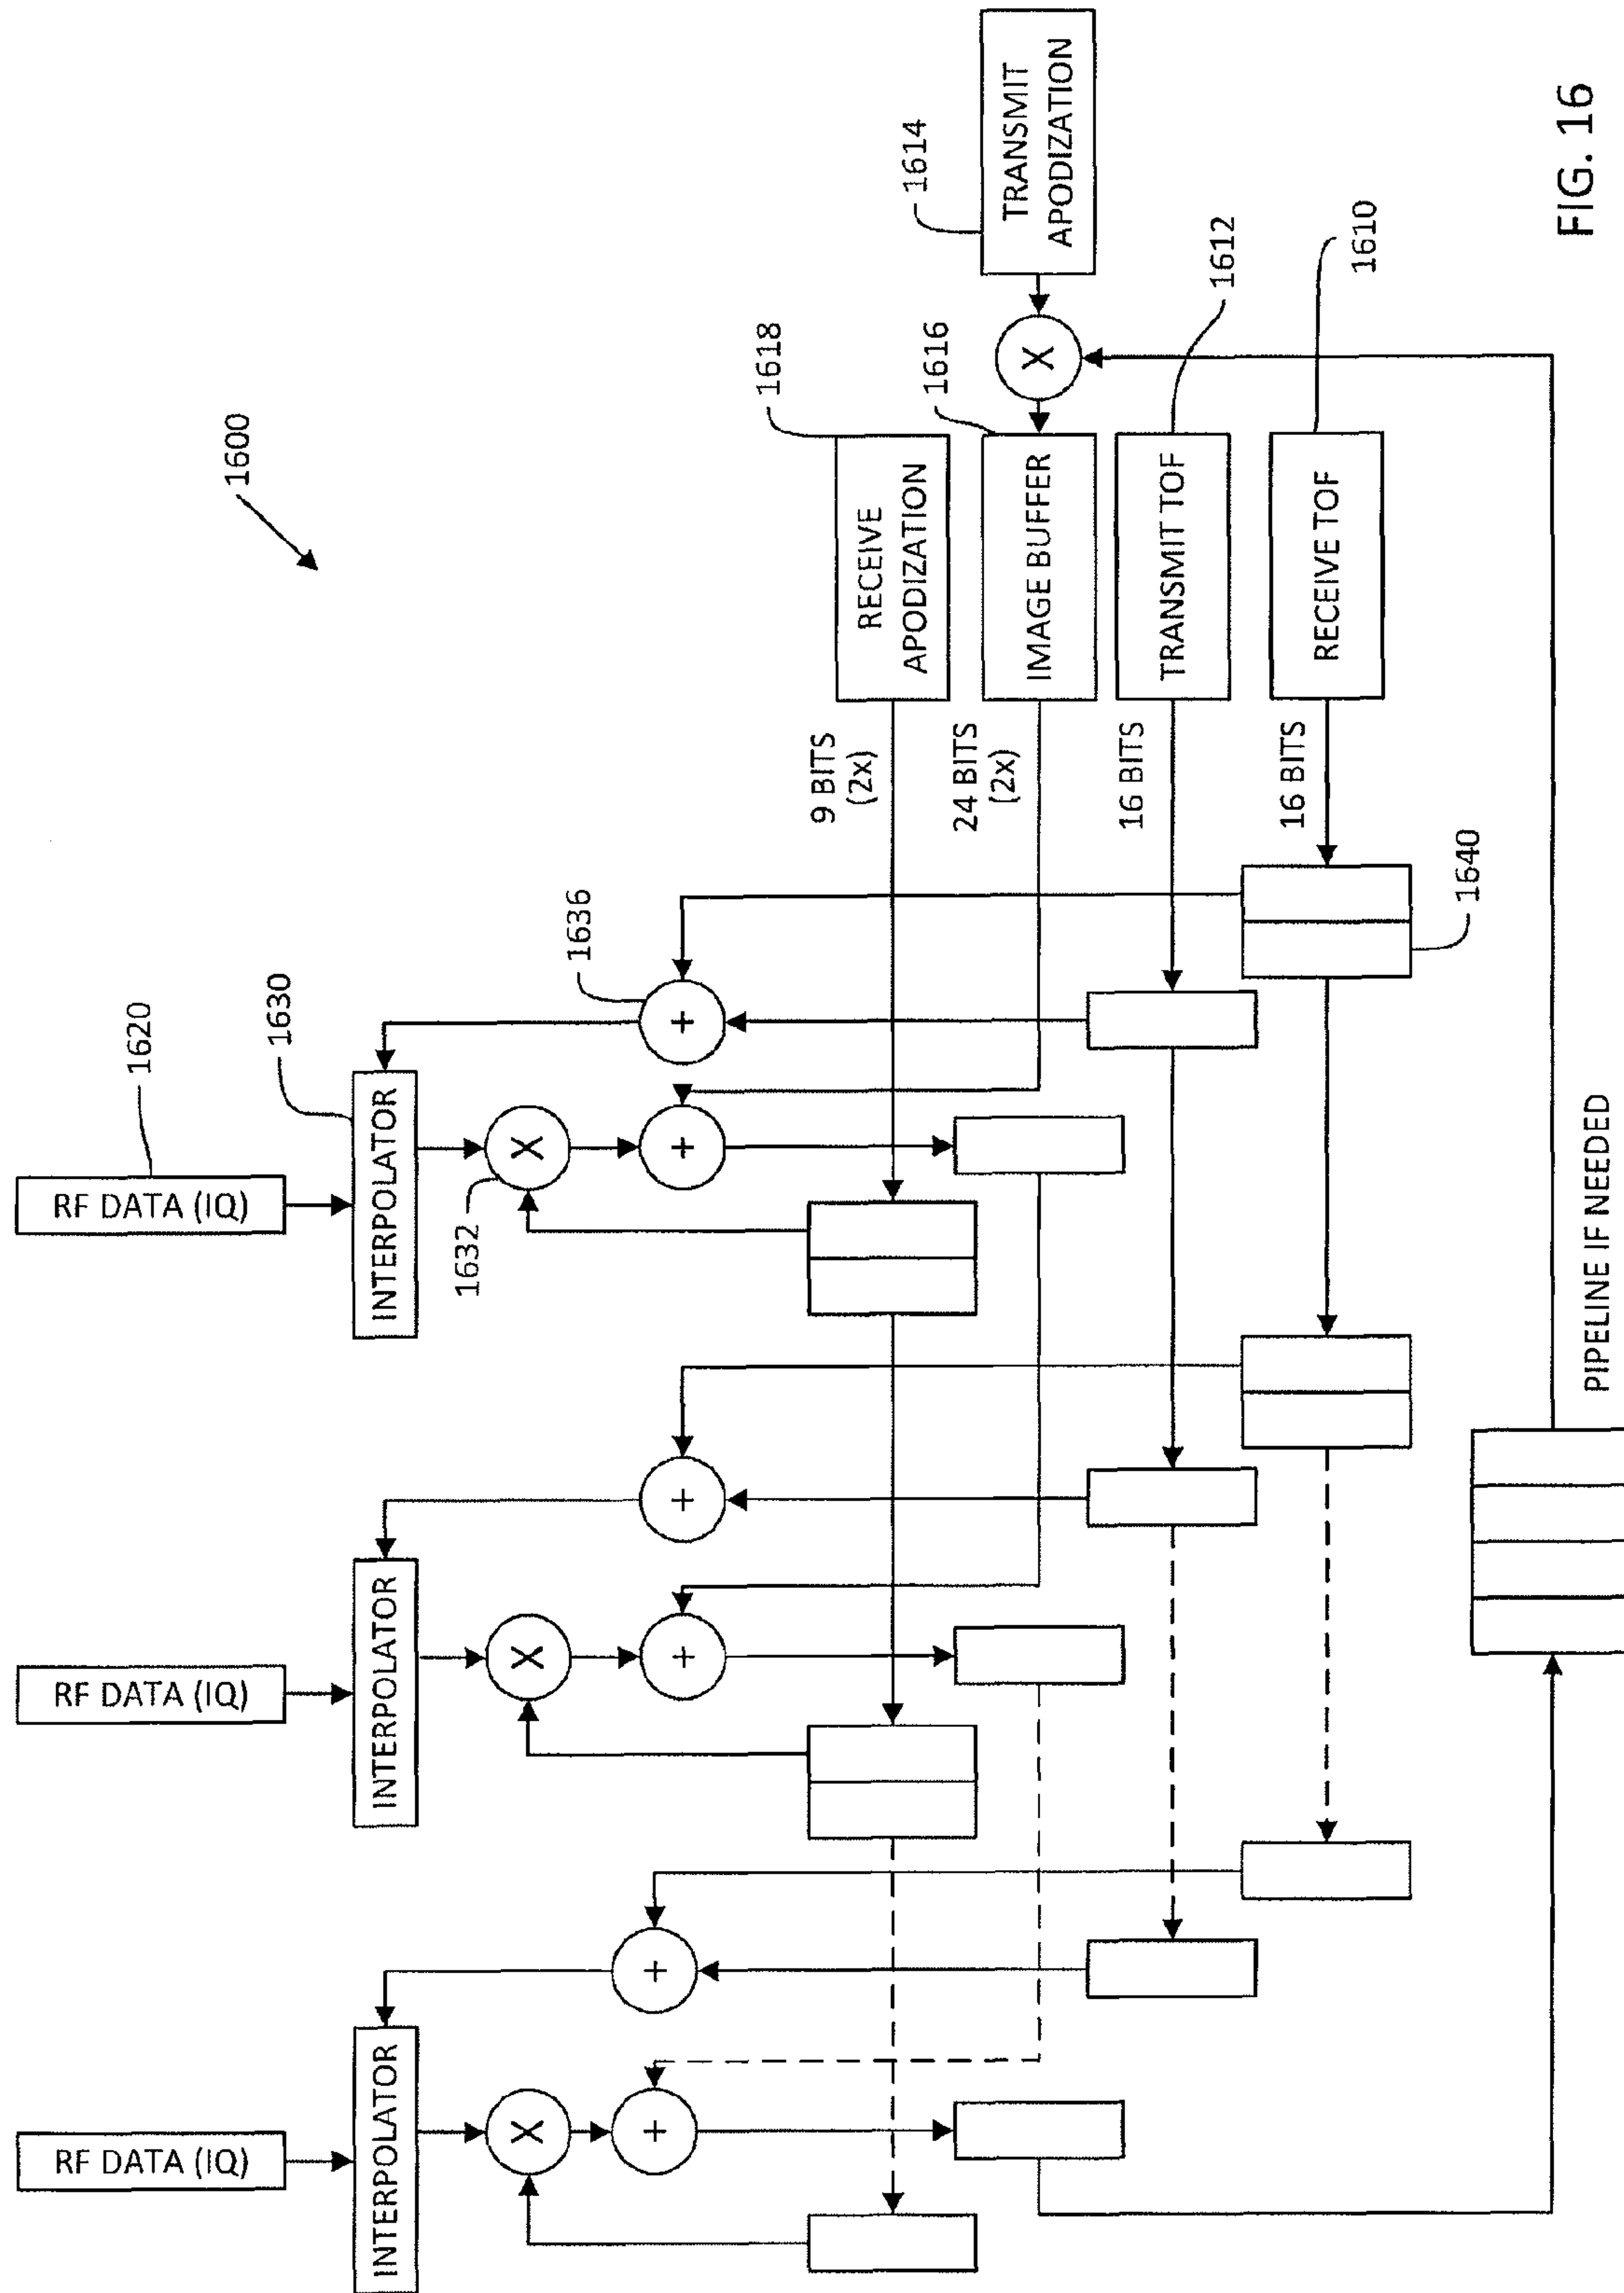 1600
RF DATA (IQ)
RF DATA (IQ)
RF DATA (IQ)
1620
INTERPOLATOR
INTERPOLATOR
INTERPOLATOR
1630
X
X
X
1632
+
+
+
+
+
+
1636
9 BITS
(2x)
RECEIVE
APODIZATION
1618
24 BITS
(2x)
IMAGE BUFFER
1616
X
TRANSMIT
APODIZATION
1614
16 BITS
TRANSMIT TOF
1612
16 BITS
RECEIVE TOF
1610
1640
PIPELINE IF NEEDED
FIG. 16